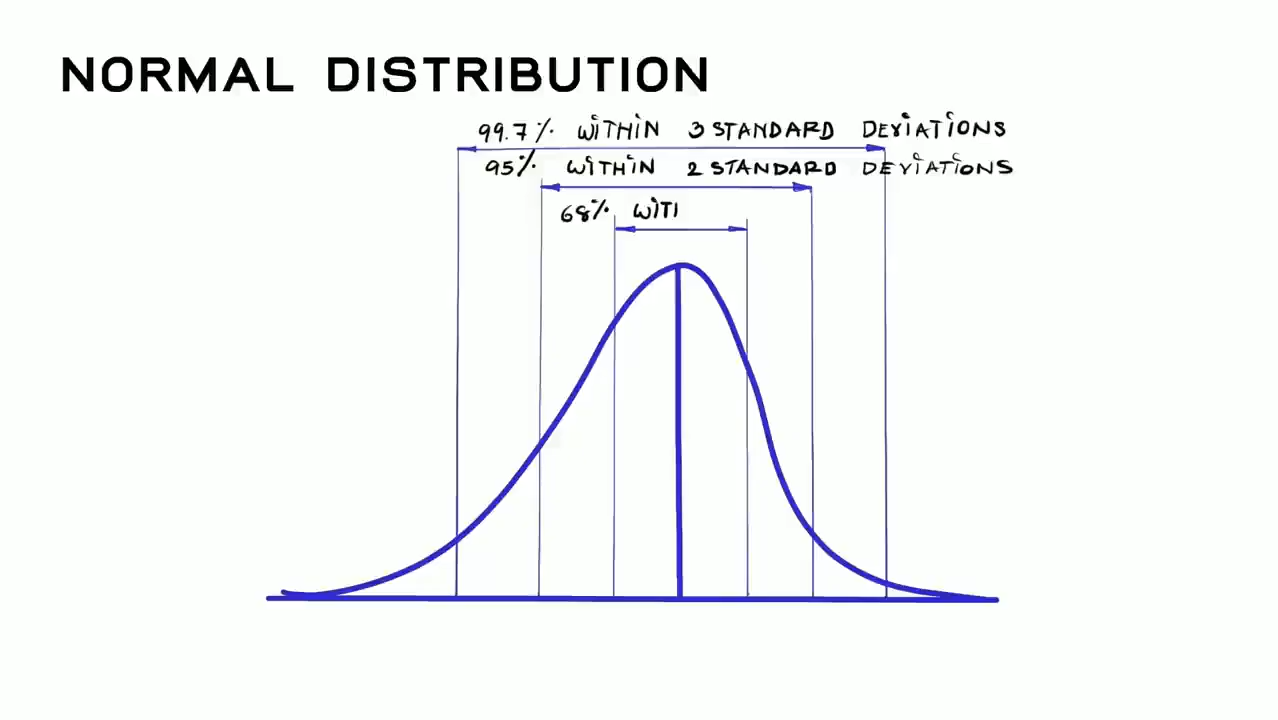 NORMAL DISTRIBUTION
99.7% WiTHiN 3 STANDARD DEViATiONS
95% WiTHiN 2 STANDARD DEViATiONS
68% WiTI